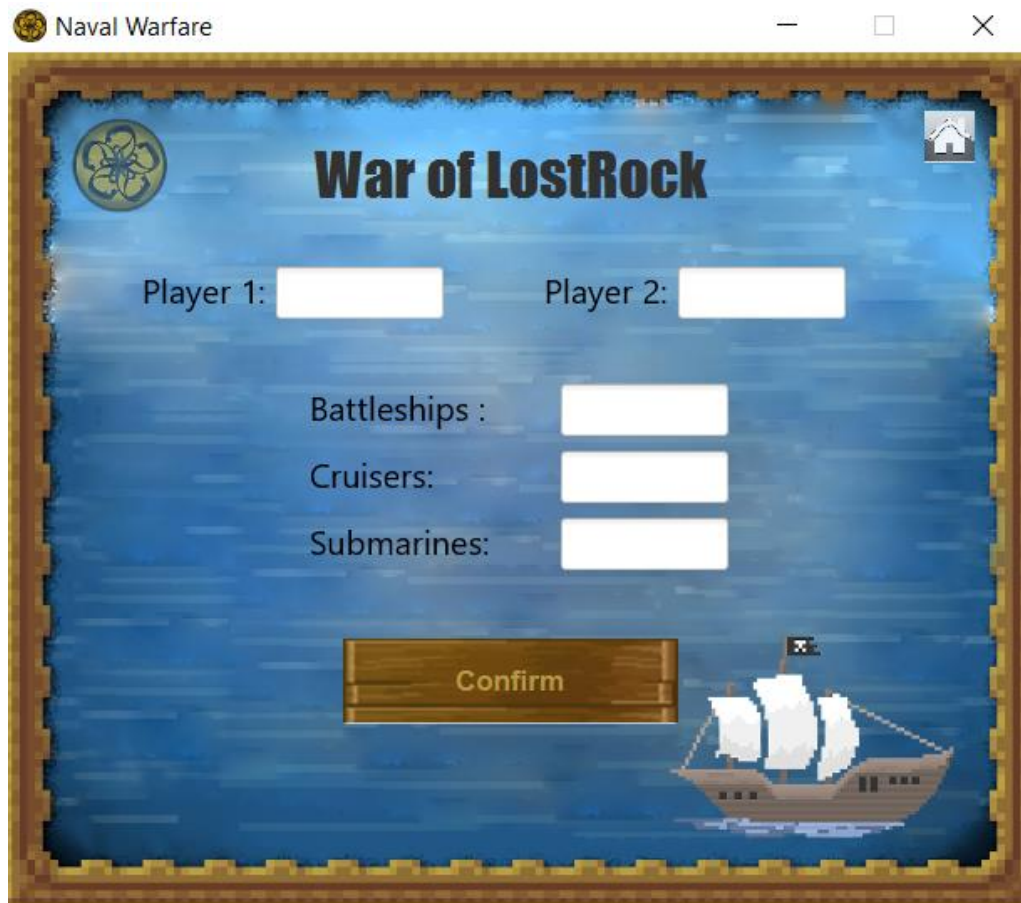 Naval Warfare
War of LostRock
Player 1: Player 2:
Battleships :
Cruisers:
Submarines:
Confirm